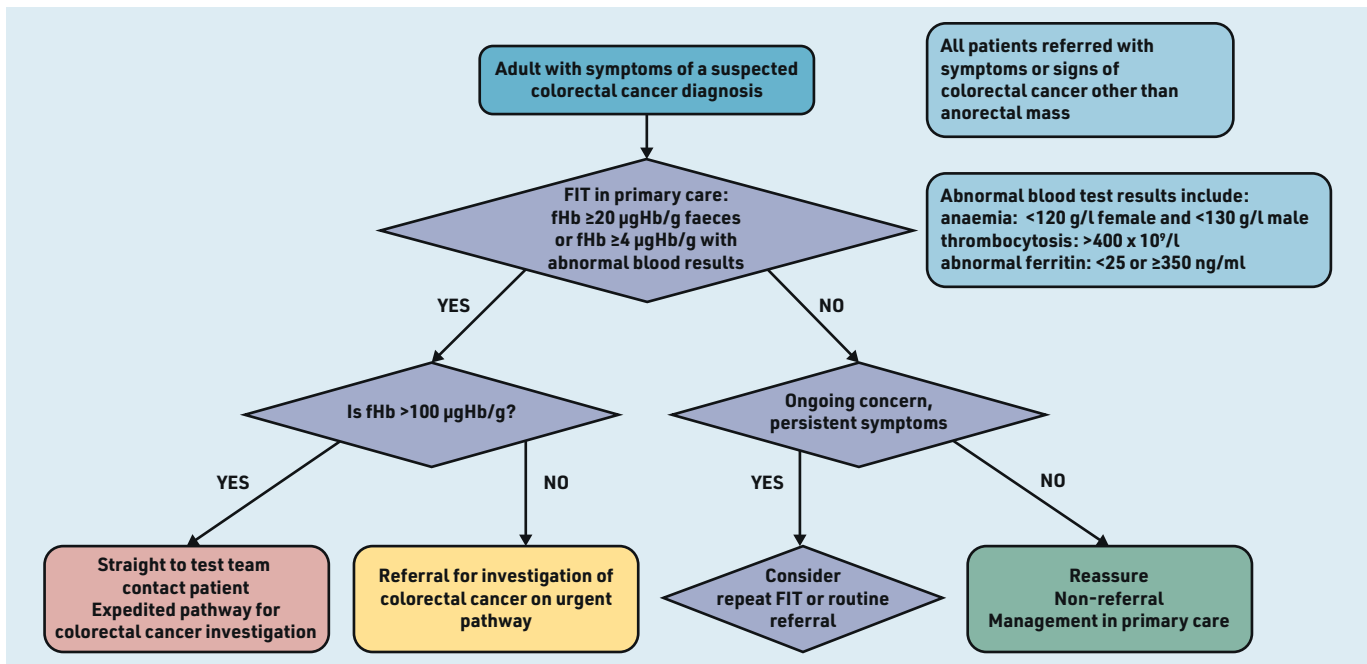 Adult with symptoms of a suspected
colorectal cancer diagnosis
All patients referred with
symptoms or signs of
colorectal cancer other than
anorectal mass
FIT in primary care:
fHb ≥20 µgHb/g faeces
or fHb ≥4 µgHb/g with
abnormal blood results
Abnormal blood test results include:
anaemia: <120 g/l female and <130 g/l male
thrombocytosis: >400 x 10⁹/l
abnormal ferritin: <25 or ≥350 ng/ml
YES
NO
Is fHb >100 µgHb/g?
Ongoing concern,
persistent symptoms
YES
NO
YES
NO
Straight to test team
contact patient
Expedited pathway for
colorectal cancer investigation
Referral for investigation of
colorectal cancer on urgent
pathway
Consider
repeat FIT or routine
referral
Reassure
Non-referral
Management in primary care